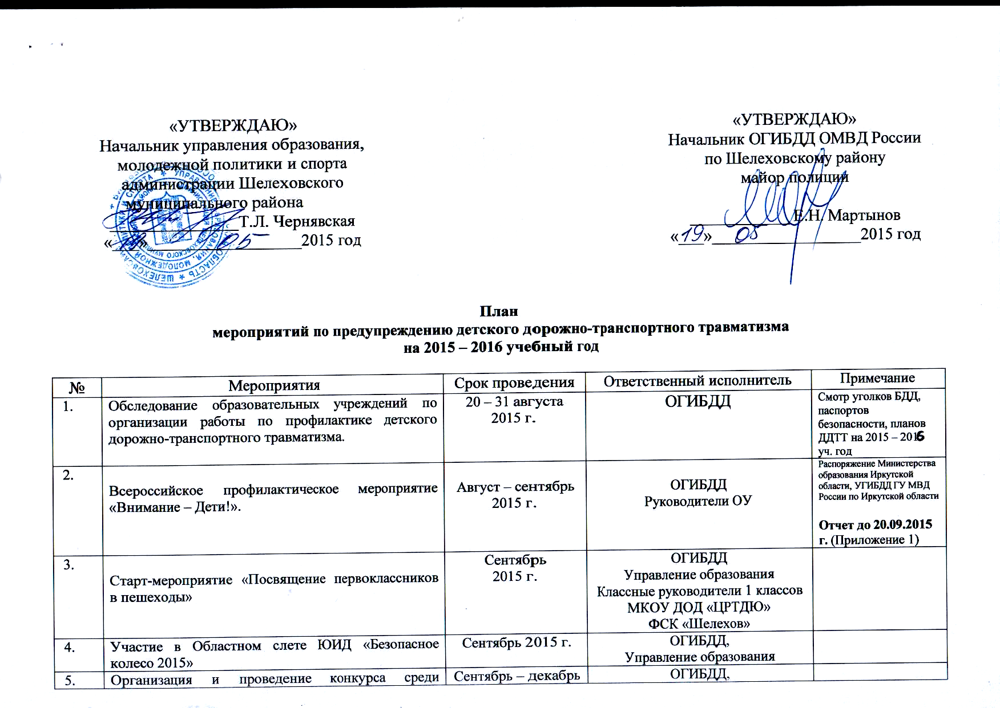 «УТВЕРЖДАЮ»
Начальник управления образования,
молодежной политики и спорта
администрации Шелеховского
муниципального района
Т.Л. Чернявская
« » 05 2015 год
«УТВЕРЖДАЮ»
Начальник ОГИБДД ОМВД России
по Шелеховскому району
майор полиции
Е.Н. Мартынов
«19» 05 2015 год
План
мероприятий по предупреждению детского дорожно-транспортного травматизма
на 2015 – 2016 учебный год
№ Мероприятия Срок проведения Ответственный исполнитель Примечание
1.
Обследование образовательных учреждений по
организации работы по профилактике детского
дорожно-транспортного травматизма.
20 – 31 августа
2015 г.
ОГИБДД
Смотр уголков БДД,
паспортов
безопасности, планов
ДДТТ на 2015 – 2016
уч. год
2.
Всероссийское профилактическое мероприятие
«Внимание – Дети!».
Август – сентябрь
2015 г.
ОГИБДД
Руководители ОУ
Распоряжение Министерства
образования Иркутской
области, УГИБДД ГУ МВД
России по Иркутской области
Отчет до 20.09.2015
г. (Приложение 1)
3.
Старт-мероприятие «Посвящение первоклассников
в пешеходы»
Сентябрь
2015 г.
ОГИБДД
Управление образования
Классные руководители 1 классов
МКОУ ДОД «ЦРТДЮ»
ФСК «Шелехов»
4.
Участие в Областном слете ЮИД «Безопасное
колесо 2015»
Сентябрь 2015 г.
ОГИБДД,
Управление образования
5.
Организация и проведение конкурса среди
Сентябрь – декабрь
ОГИБДД,